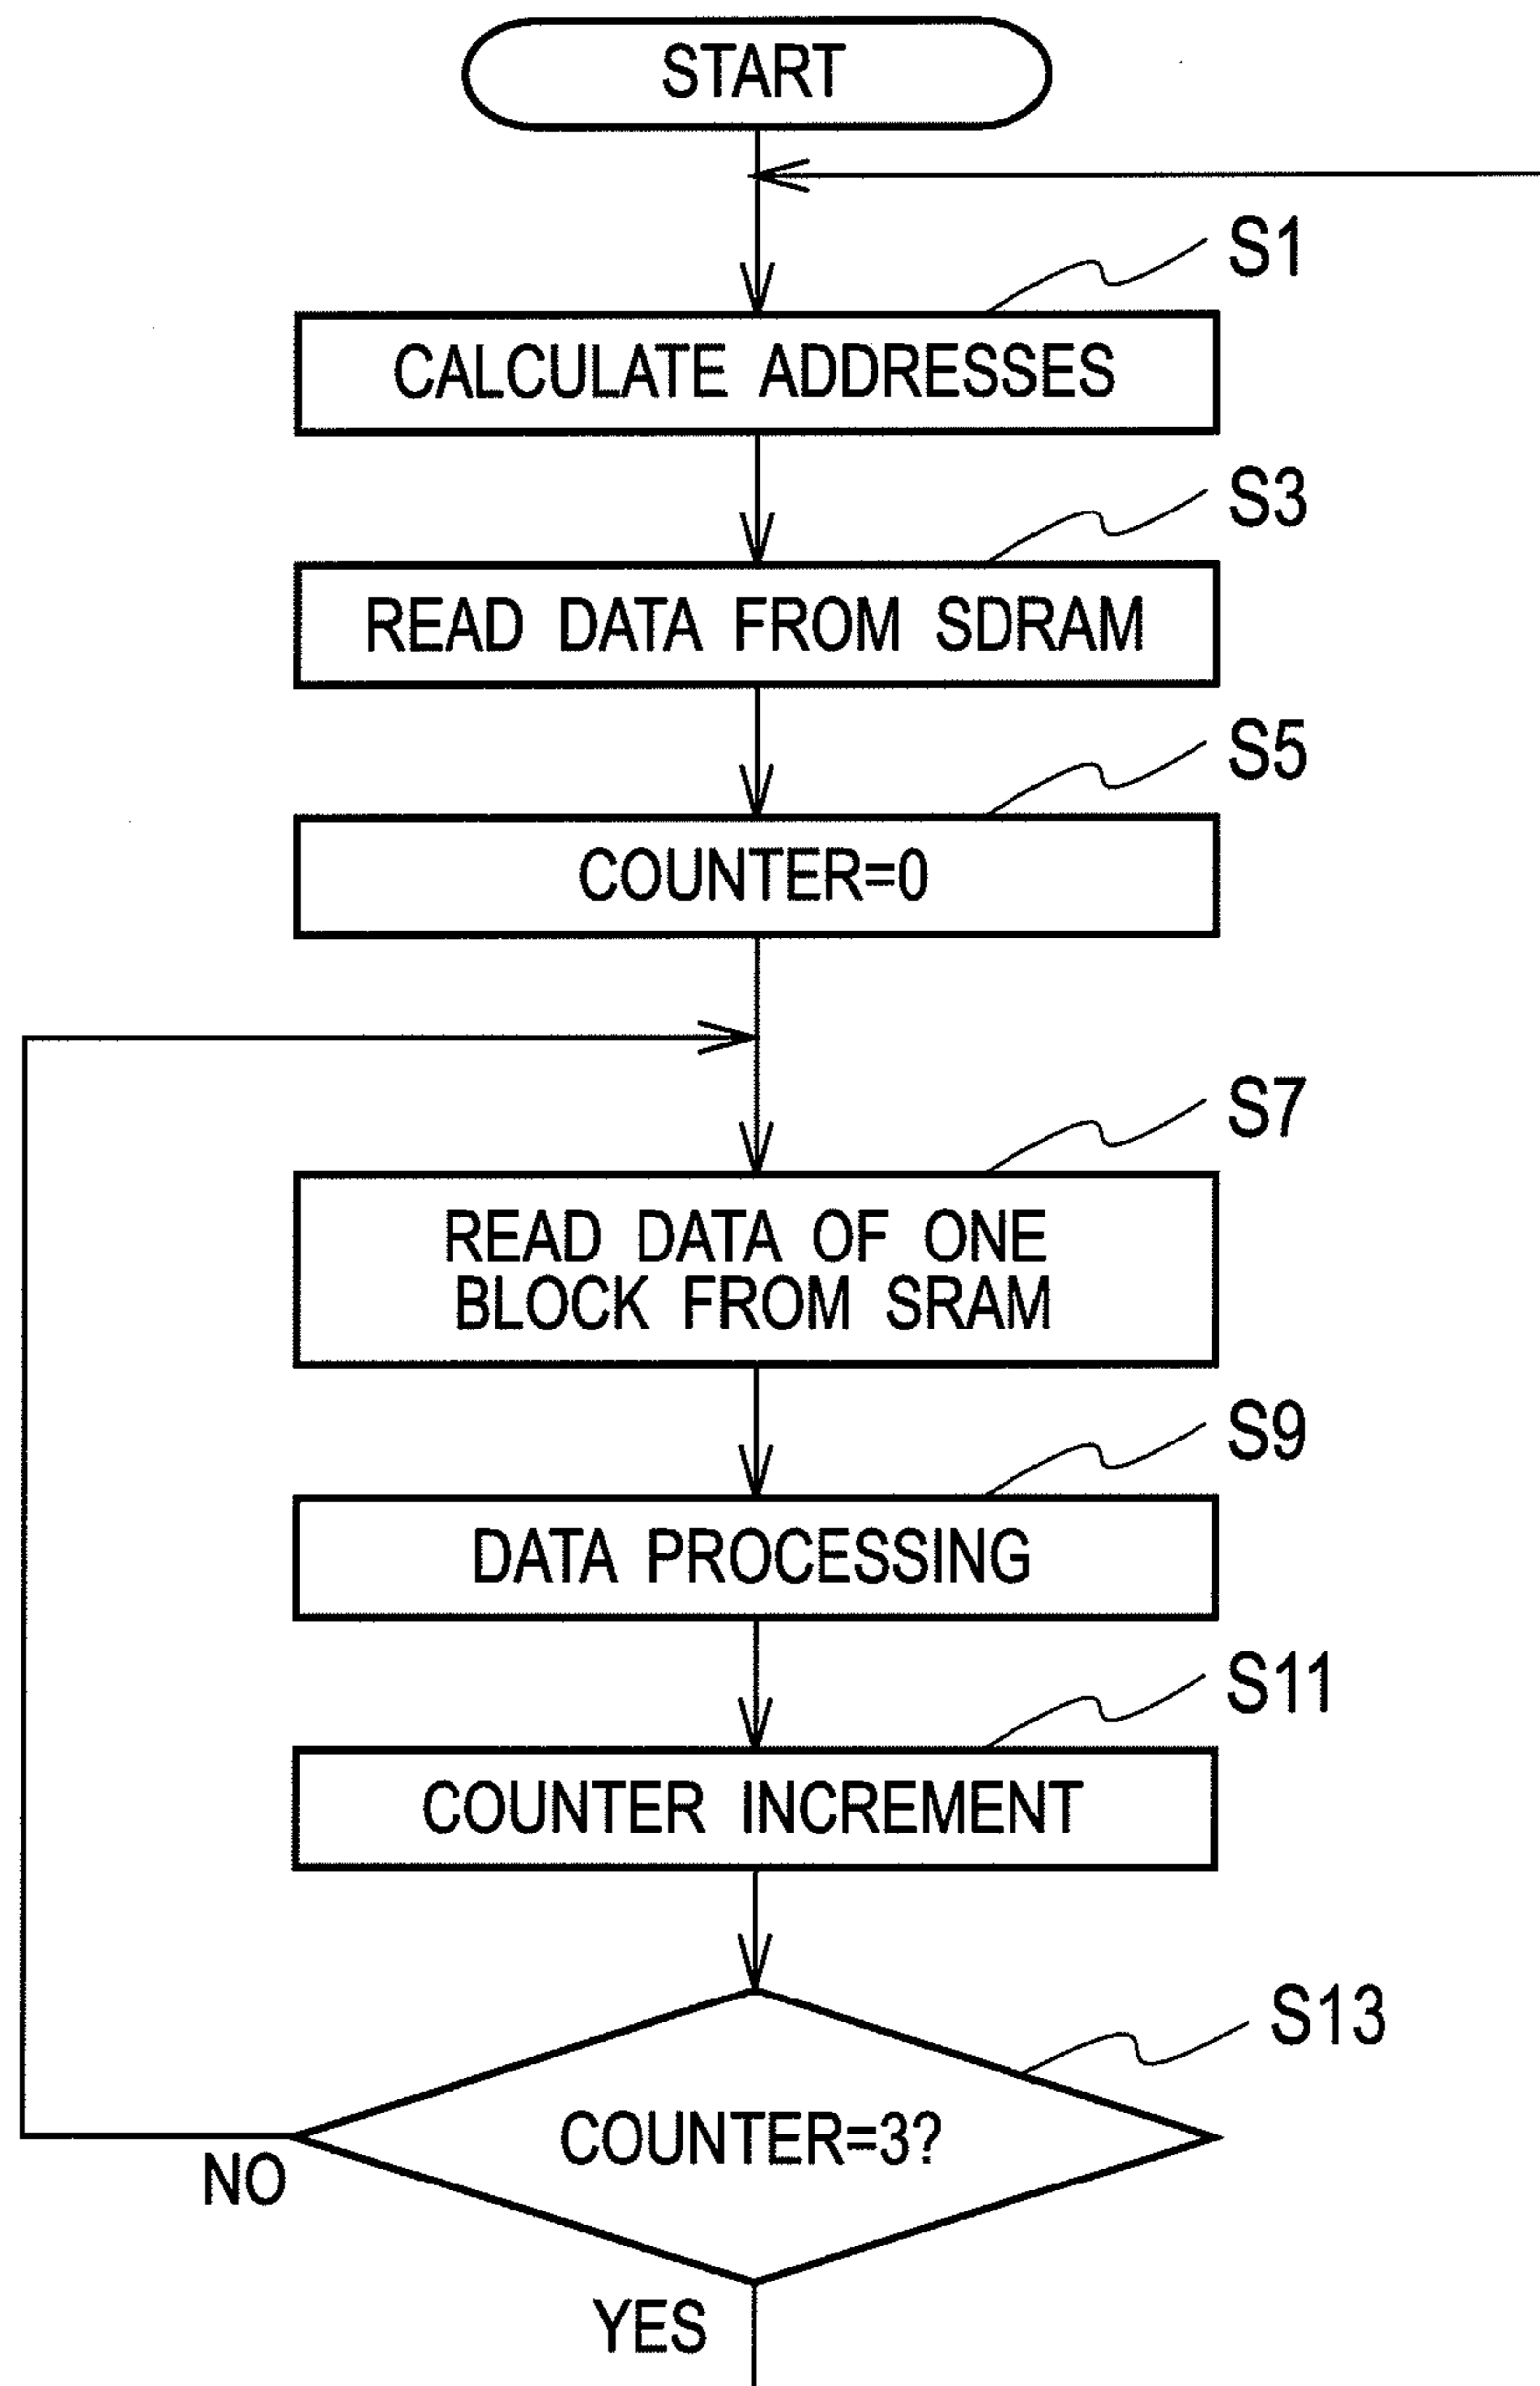 START
S1
CALCULATE ADDRESSES
S3
READ DATA FROM SDRAM
S5
COUNTER=0
S7
READ DATA OF ONE
BLOCK FROM SRAM
S9
DATA PROCESSING
S11
COUNTER INCREMENT
S13
COUNTER=3?
NO
YES